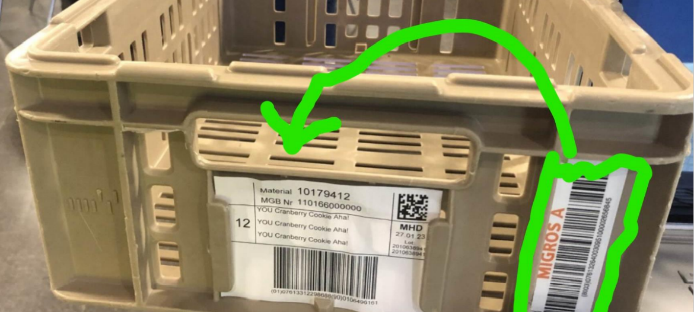 Material 10179412
MGB Nr 110166000000
12
YOU Cranberry Cookie Aha!
YOU Cranberry Cookie Aha!
YOU Cranberry Cookie Aha!
MHD
27 01 23
Lot
MIGROS A